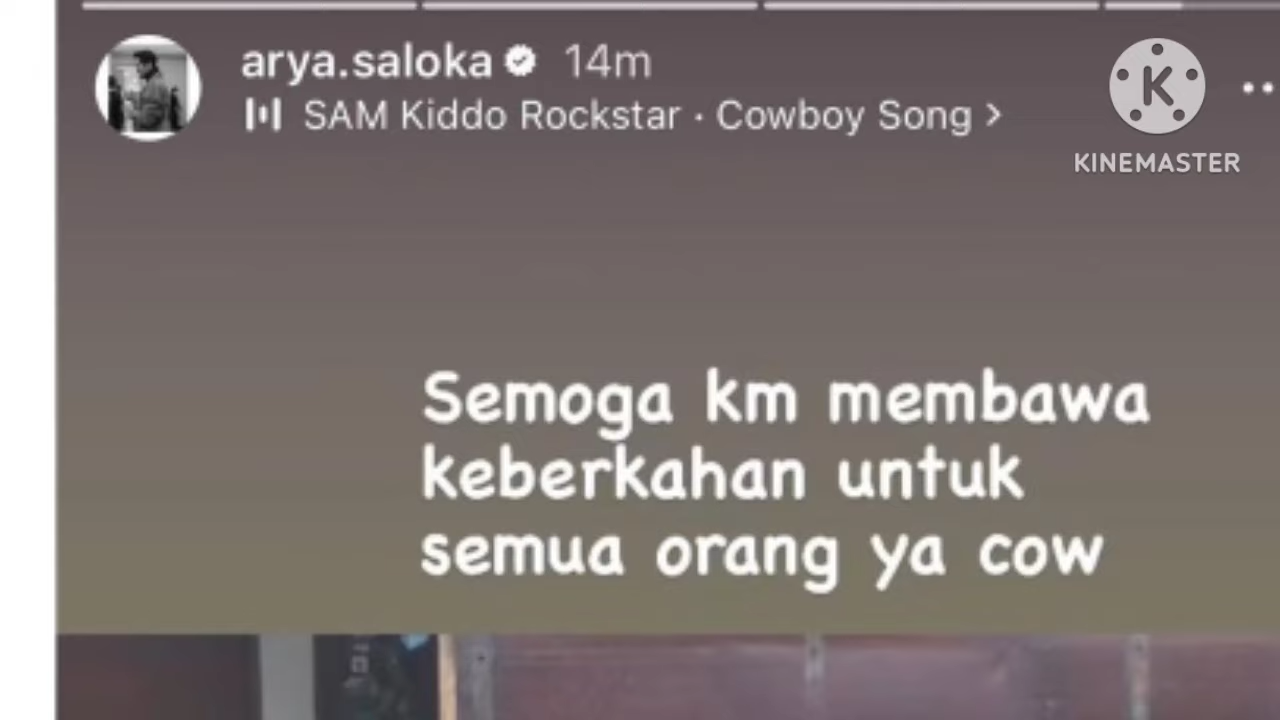 arya.saloka 14m
SAM Kiddo Rockstar · Cowboy Song >
K
KINEMASTER
Semoga km membawa
keberkahan untuk
semua orang ya cow